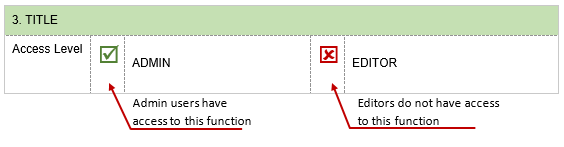 3. TITLE
Access Level
ADMIN
EDITOR
Admin users have
access to this function
Editors do not have access
to this function